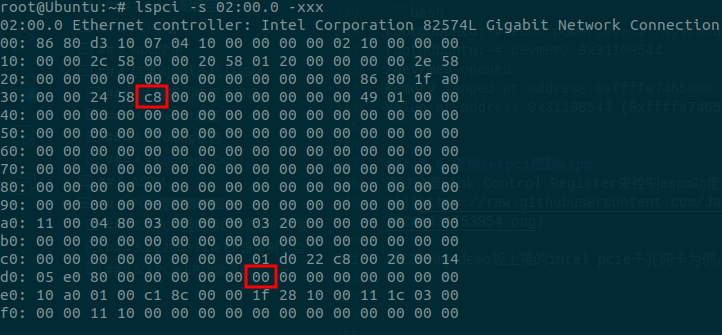 root@Ubuntu:~# lspci -s 02:00.0 -xxx
02:00.0 Ethernet controller: Intel Corporation 82574L Gigabit Network Connection
00: 86 80 d3 10 07 04 10 00 00 00 00 02 10 00 00 00
10: 00 00 2c 58 00 00 20 58 01 20 00 00 00 00 2e 58
20: 00 00 00 00 00 00 00 00 00 00 00 00 86 80 1f a0
30: 00 00 24 58 c8 00 00 00 00 00 00 00 49 01 00 00
40: 00 00 00 00 00 00 00 00 00 00 00 00 00 00 00 00
50: 00 00 00 00 00 00 00 00 00 00 00 00 00 00 00 00
60: 00 00 00 00 00 00 00 00 00 00 00 00 00 00 00 00
70: 00 00 00 00 00 00 00 00 00 00 00 00 00 00 00 00
80: 00 00 00 00 00 00 00 00 00 00 00 00 00 00 00 00
90: 00 00 00 00 00 00 00 00 00 00 00 00 00 00 00 00
a0: 11 00 04 80 03 00 00 00 03 20 00 00 00 00 00 00
b0: 00 00 00 00 00 00 00 00 00 00 00 00 00 00 00 00
c0: 00 00 00 00 00 00 00 00 01 d0 22 c8 00 20 00 14
d0: 05 e0 80 00 00 00 00 00 00 00 00 00 00 00 00 00
e0: 10 a0 01 00 c1 8c 00 00 1f 28 10 00 11 1c 03 00
f0: 00 00 11 10 00 00 00 00 00 00 00 00 00 00 00 00